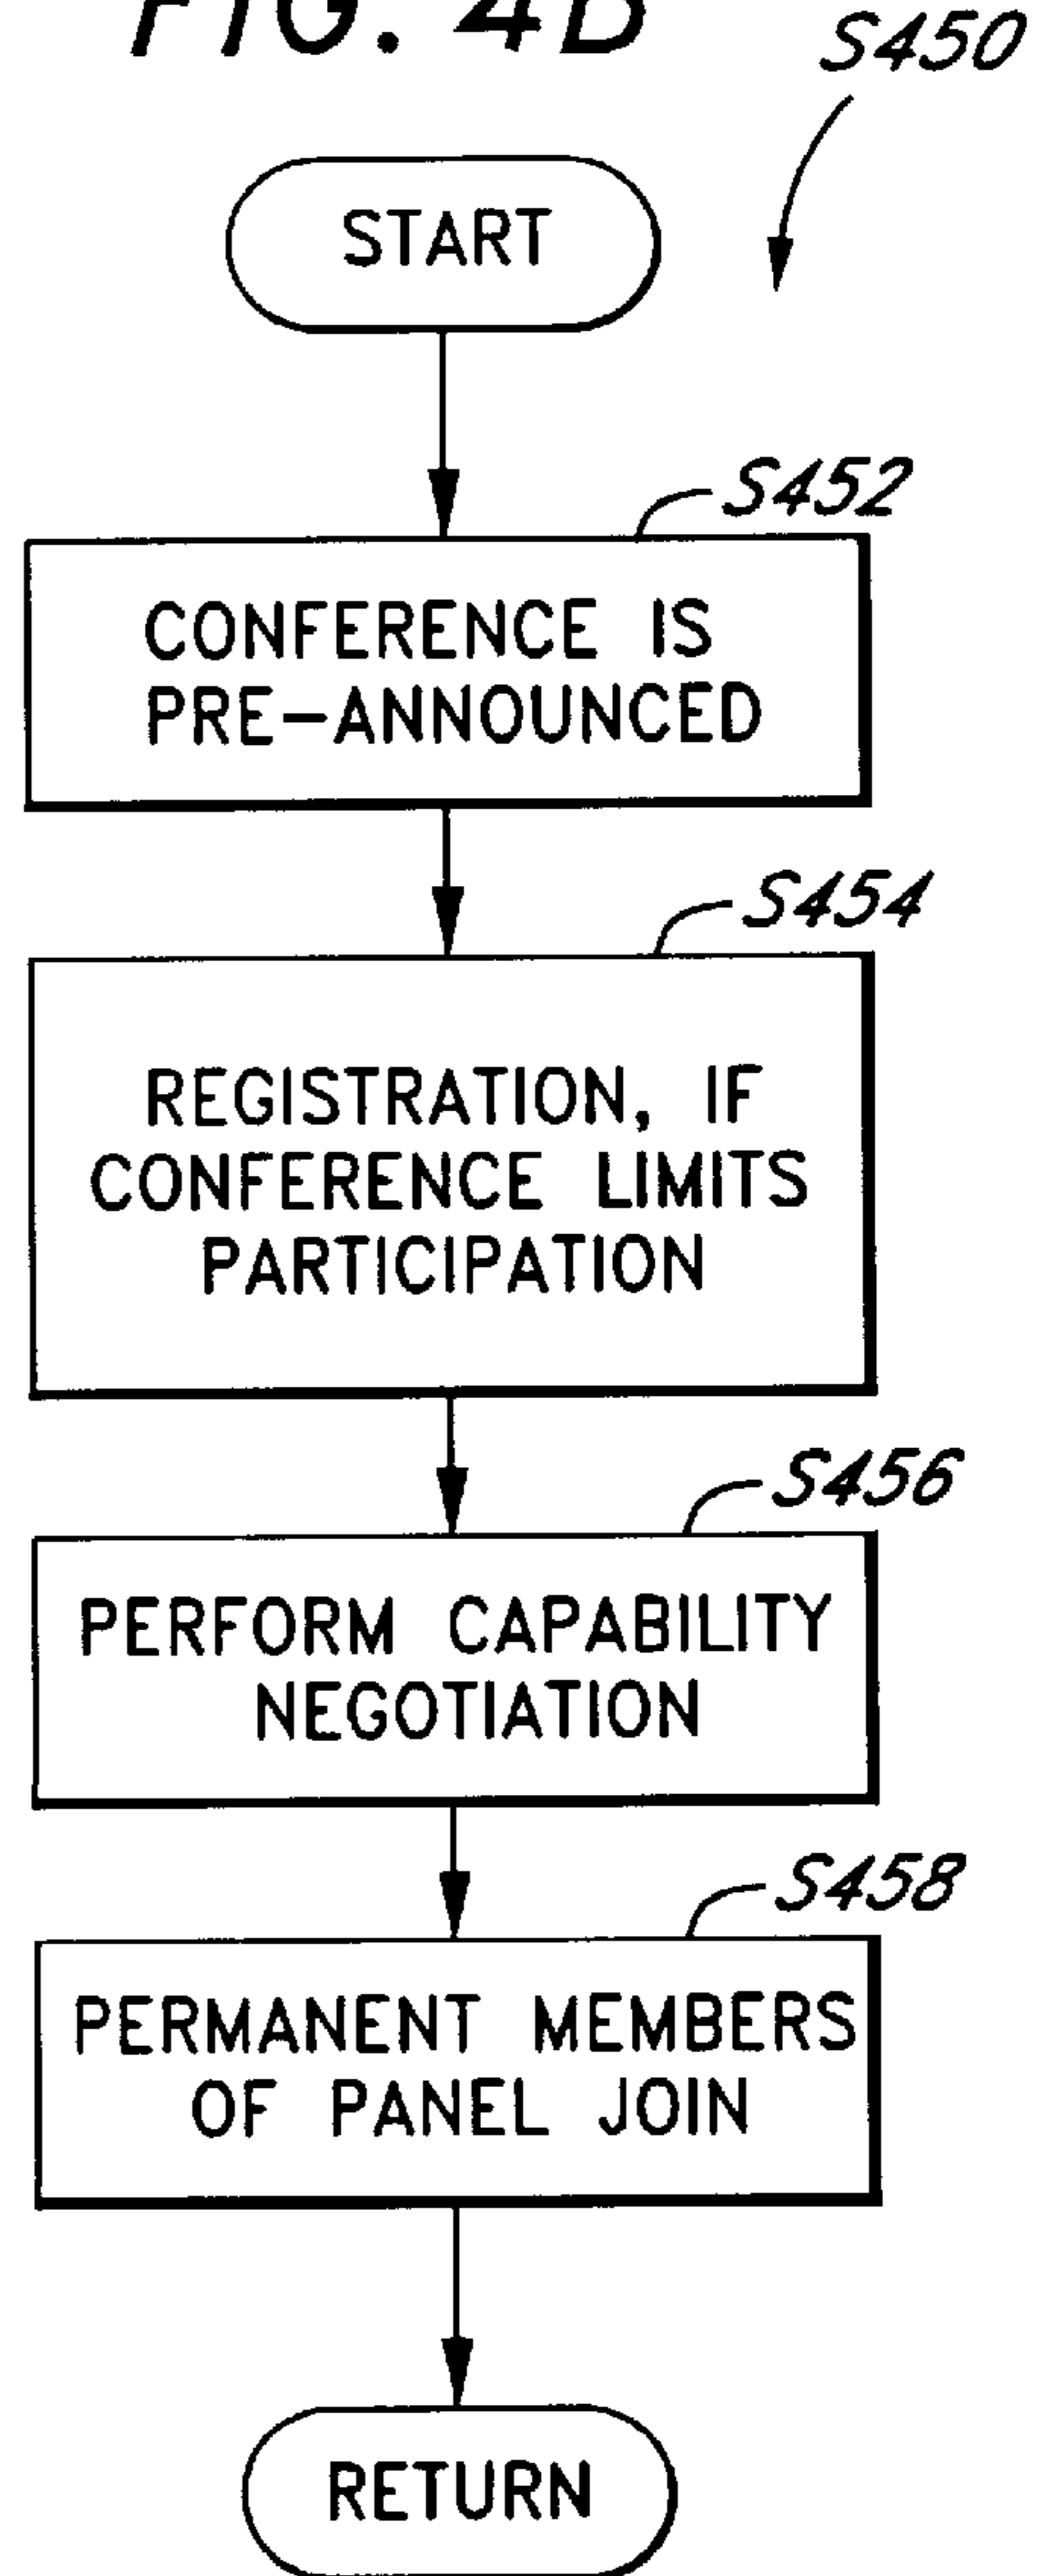 FIG. 4B
S450
START
S452
CONFERENCE IS
PRE-ANNOUNCED
S454
REGISTRATION, IF
CONFERENCE LIMITS
PARTICIPATION
S456
PERFORM CAPABILITY
NEGOTIATION
S458
PERMANENT MEMBERS
OF PANEL JOIN
RETURN